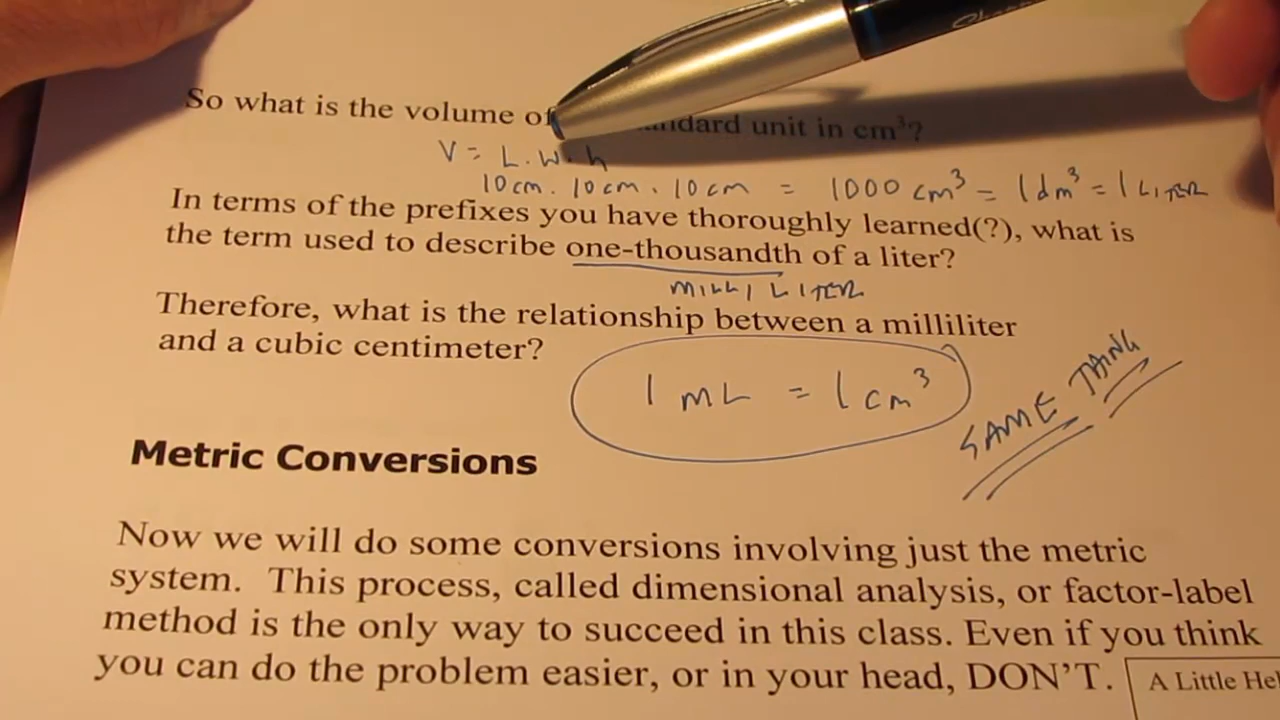 So what is the volume of standard unit in cm³?
V = L · W · h
10 cm · 10 cm · 10 cm = 1000 cm³ = 1 dm³ = 1 LITER
In terms of the prefixes you have thoroughly learned(?), what is
the term used to describe one-thousandth of a liter?
MILLILITER
Therefore, what is the relationship between a milliliter
and a cubic centimeter?
1 mL = 1 cm³
SAME THING
Metric Conversions
Now we will do some conversions involving just the metric
system. This process, called dimensional analysis, or factor-label
method is the only way to succeed in this class. Even if you think
you can do the problem easier, or in your head, DON'T.
A Little